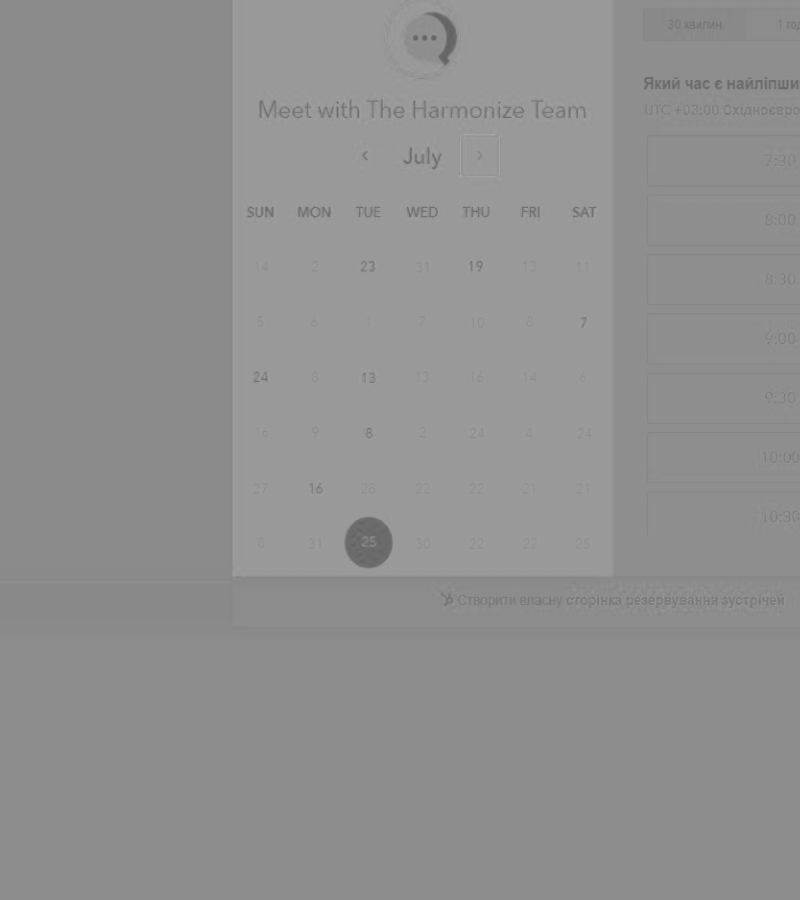 30 хвилин
1 год
Meet with The Harmonize Team
Який час є найліпши
UTC +03:00 Східноєвро
July
SUN MON TUE WED THU FRI SAT
14 2 23 31 19 13 11
5 6 1 7 10 6 7
24 8 13 13 16 14 6
16 9 8 2 24 4 24
27 16 26 22 22 21 21
8 31 25 30 22 22 25
7:30
8:00
8:30
9:00
9:30
10:00
10:30
Створити власну сторінка резервування зустрічей